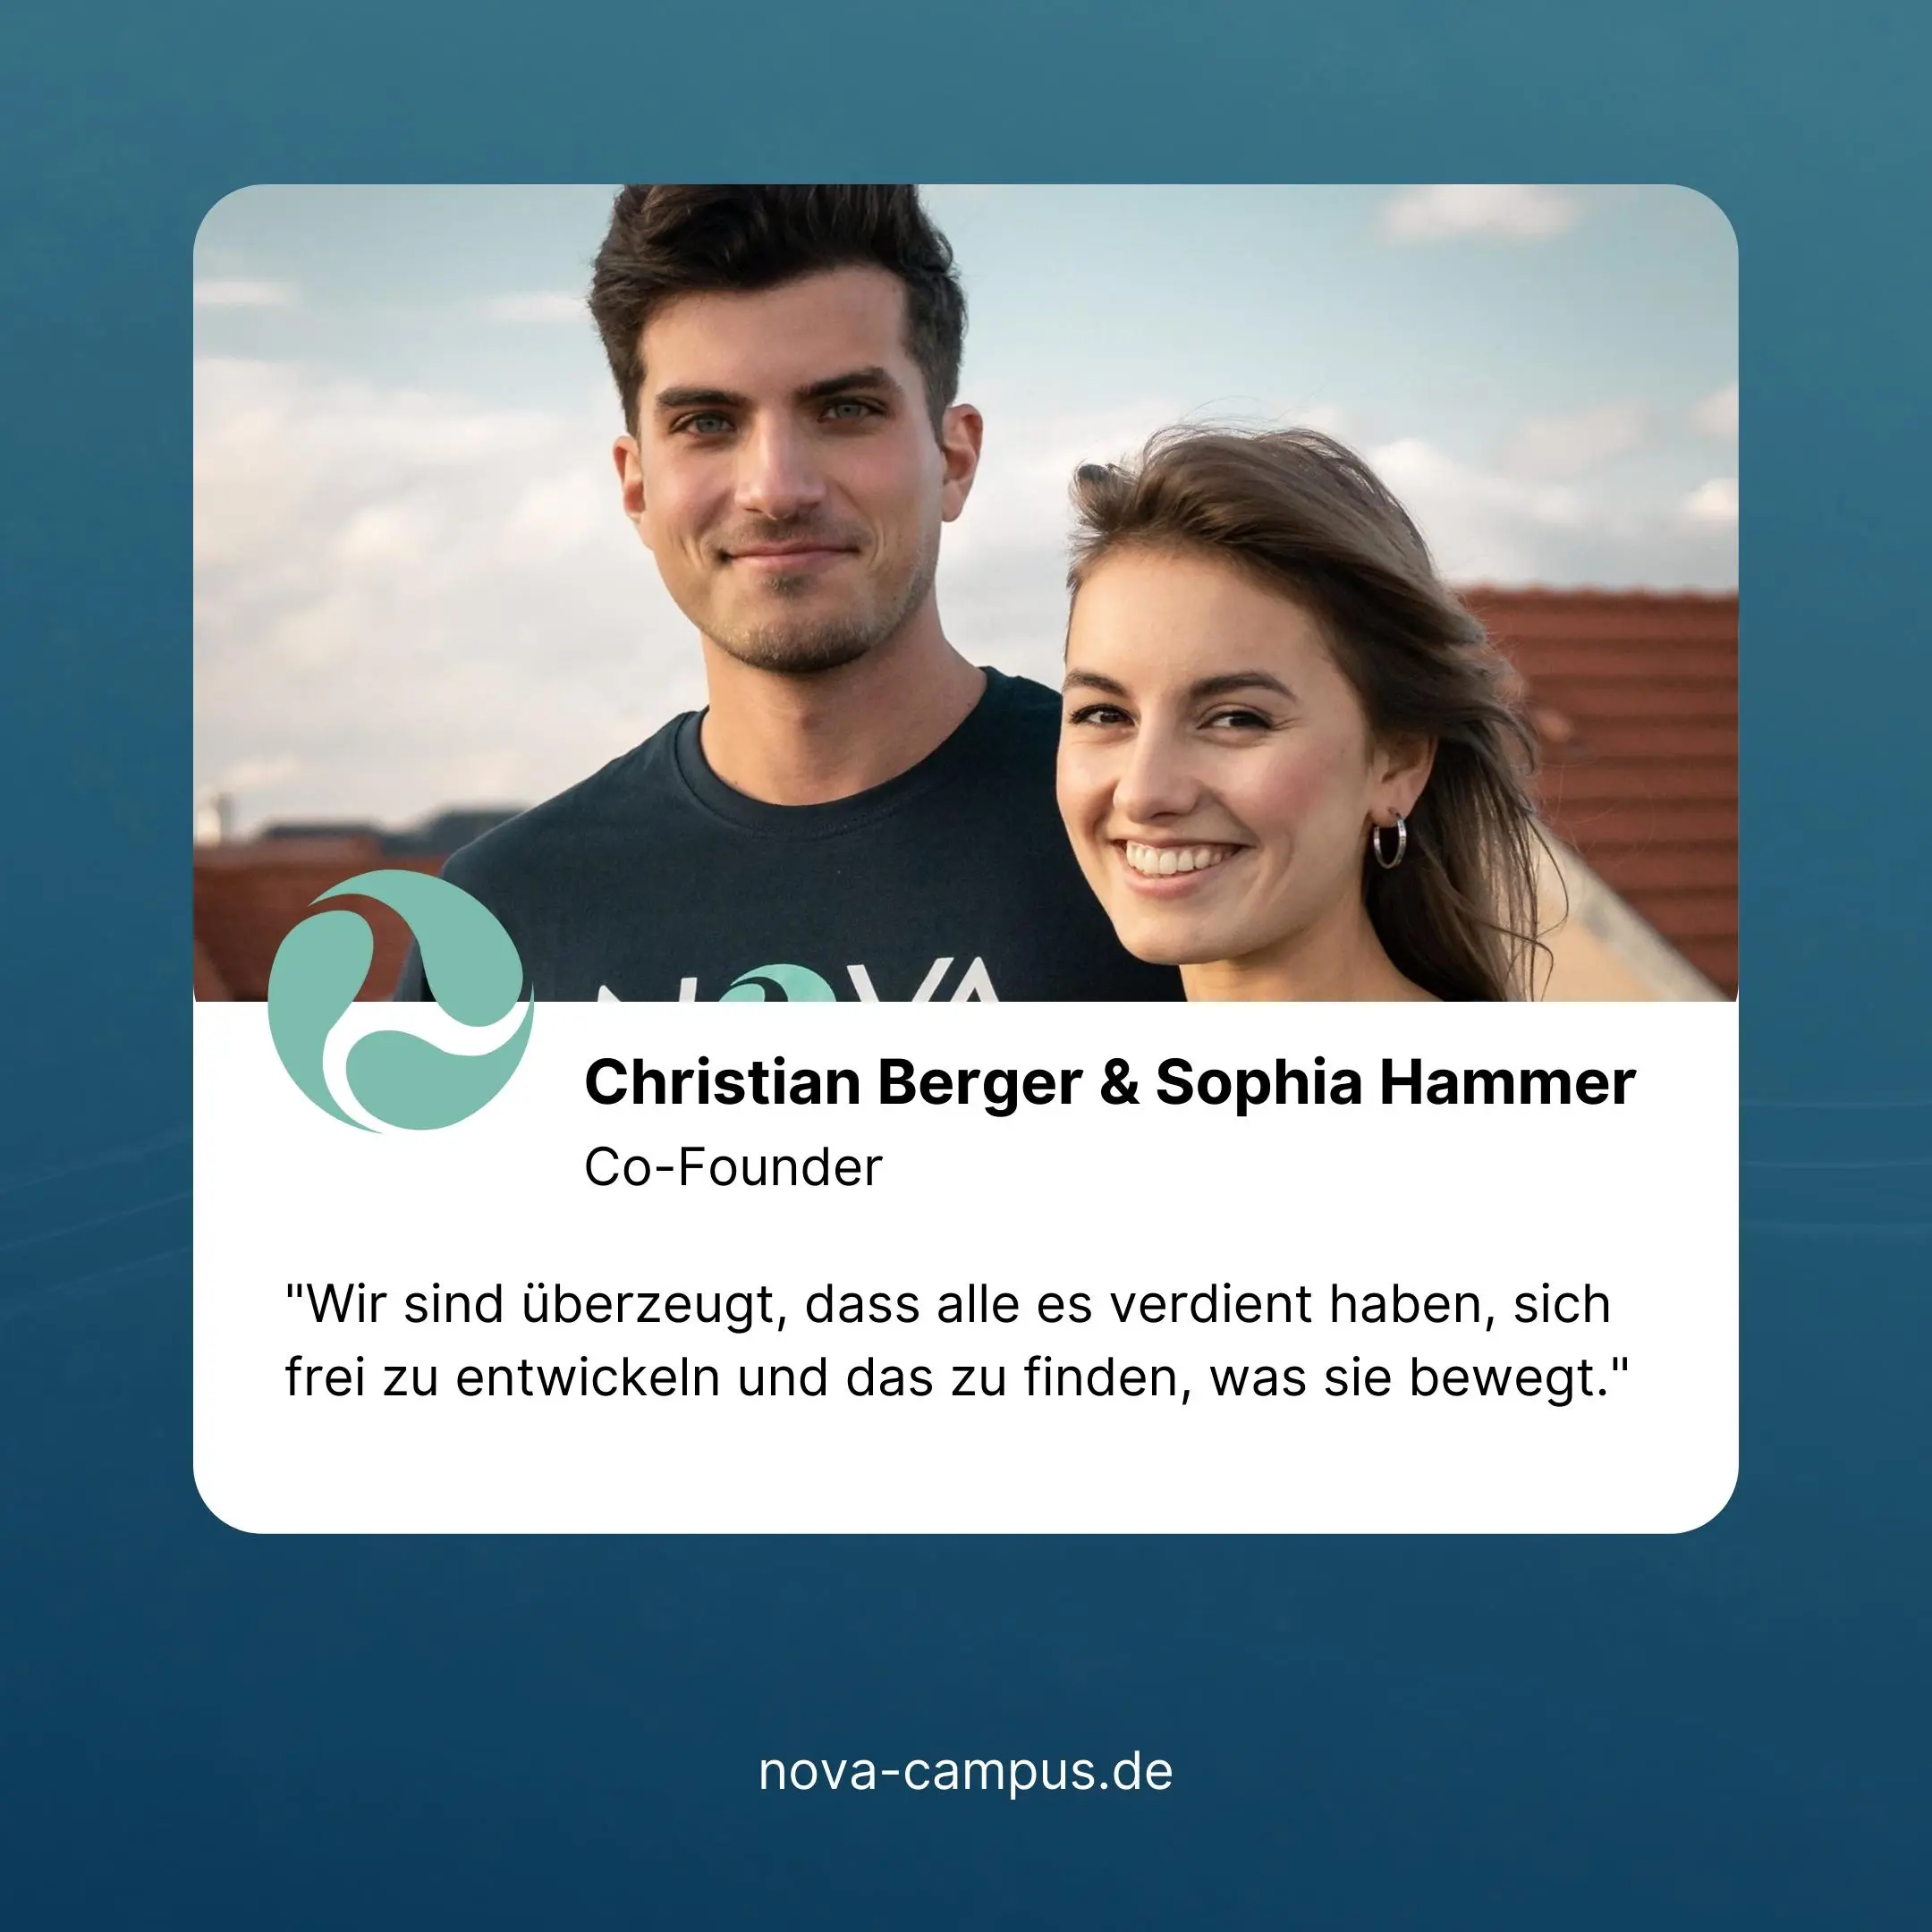 NOVA
Christian Berger & Sophia Hammer
Co-Founder
"Wir sind überzeugt, dass alle es verdient haben, sich
frei zu entwickeln und das zu finden, was sie bewegt."
nova-campus.de